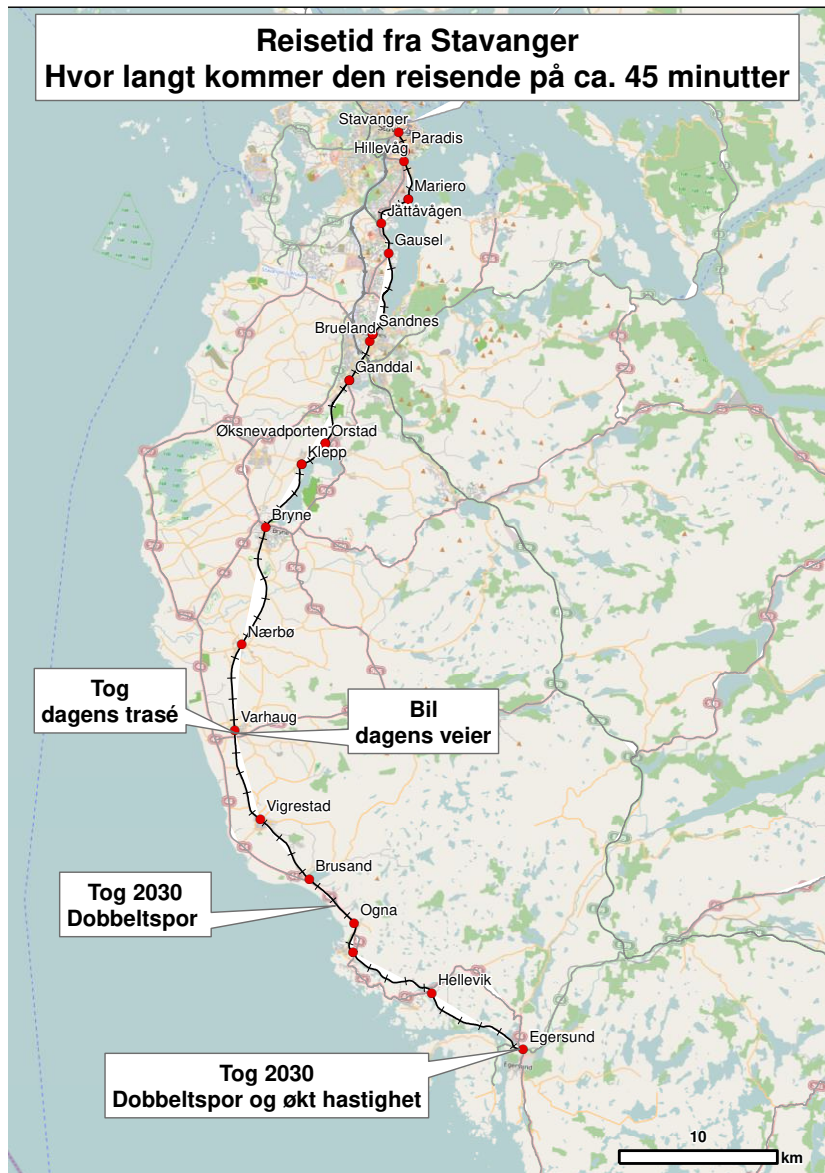 Reisetid fra Stavanger
Hvor langt kommer den reisende på ca. 45 minutter
Stavanger
Paradis
Hillevåg
Mariero
Jåttåvågen
Gausel
Sandnes
Brueland
Ganddal
Øksnevadporten Orstad
Klepp
Bryne
Bryne
Nærbø
Tog
dagens trasé
Varhaug
Bil
dagens veier
Vigrestad
Brusand
Tog 2030
Dobbeltspor
Ogna
Hellevik
Egersund
Egersund
Tog 2030
Dobbeltspor og økt hastighet
10
km